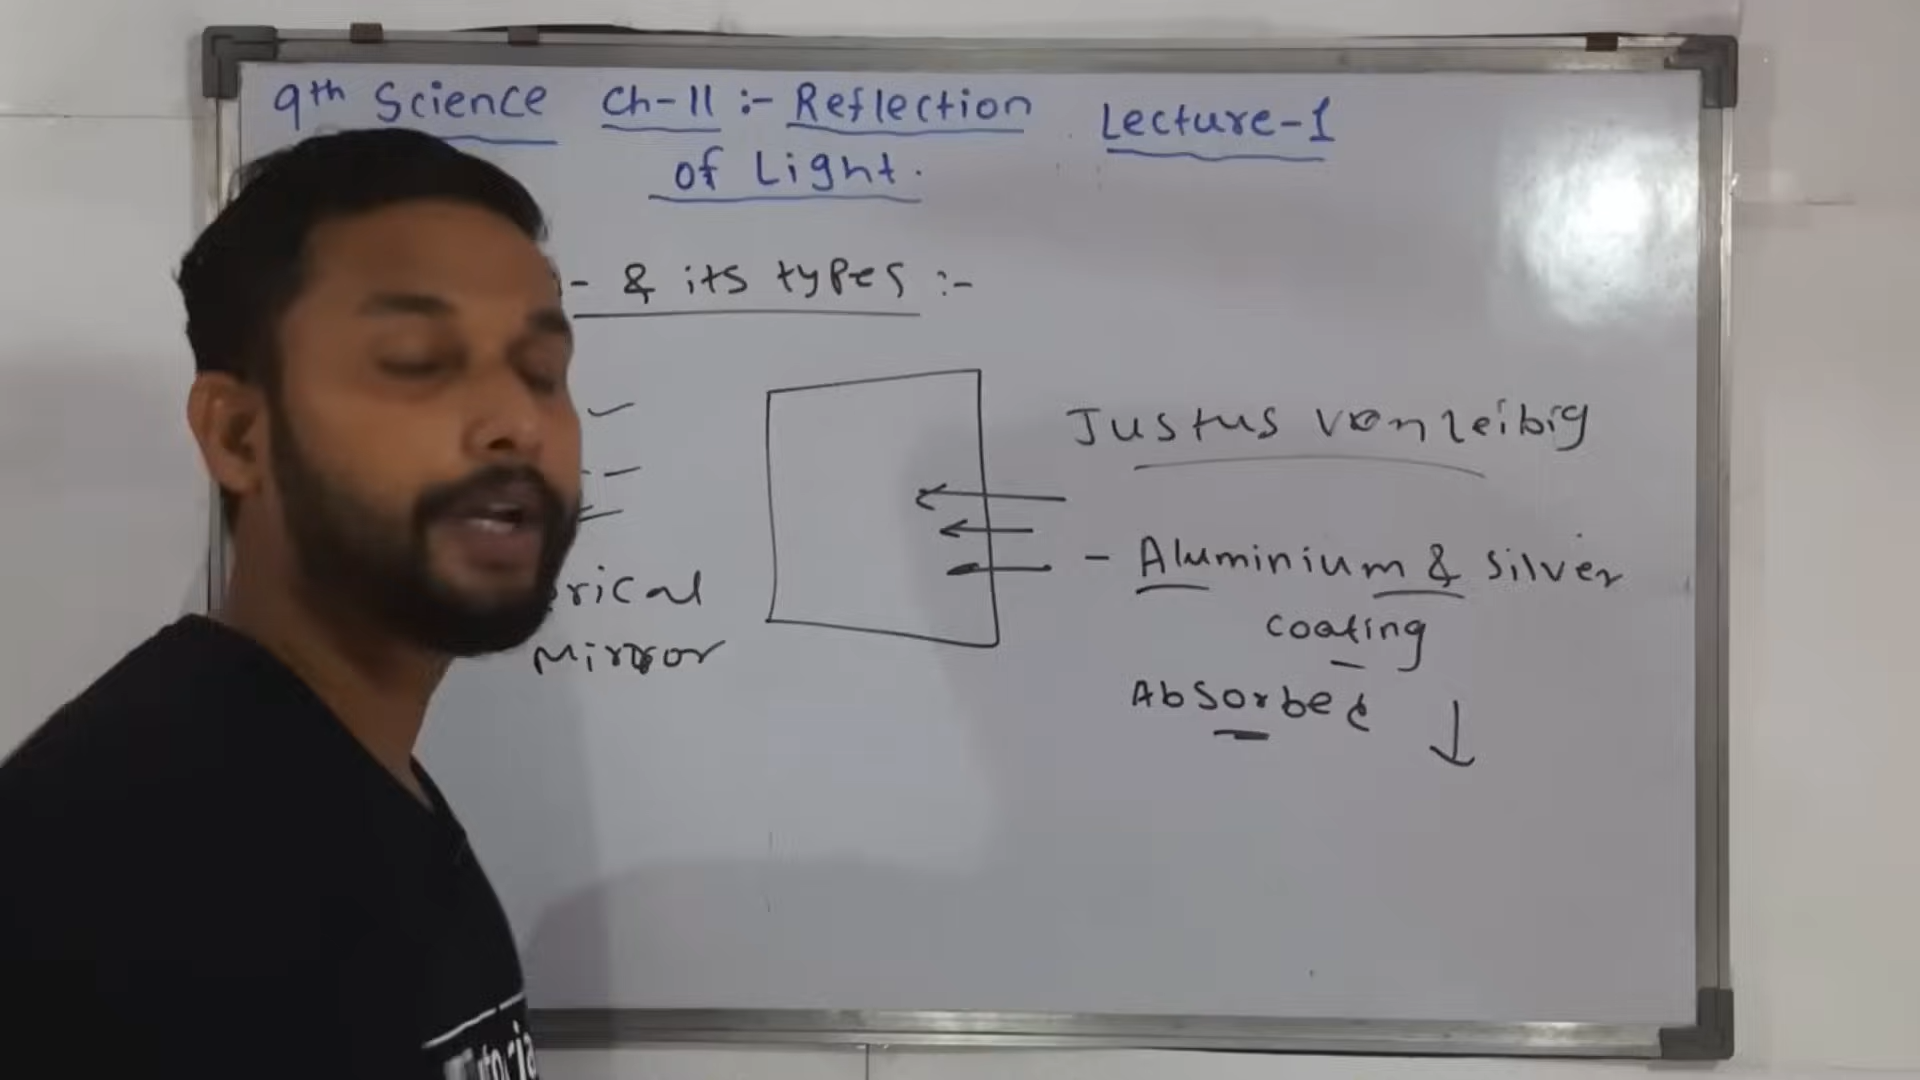 9th Science Ch-11 :- Reflection Lecture-1
of Light.
- & its types :-
Justus von Leibig
- Aluminium & silver
coating
rical
Mirror
Absorbed ↓